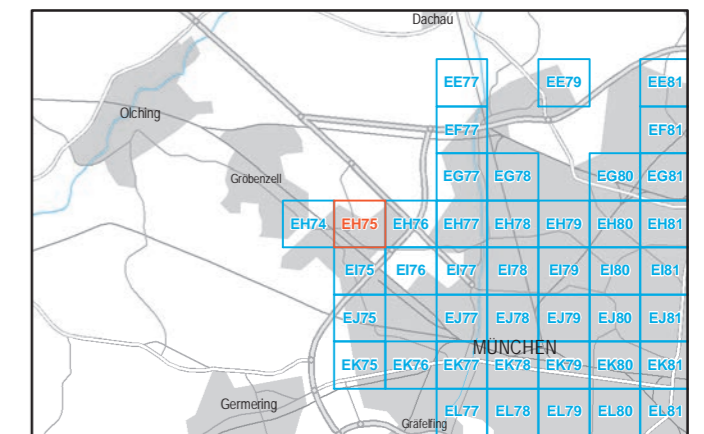 Dachau
EE77 EE79 EE81
Olching
EF77 EF81
Gröbenzell EG77 EG78 EG80 EG81
EH74 EH75 EH76 EH77 EH78 EH79 EH80 EH81
EI75 EI76 EI77 EI78 EI79 EI80 EI81
EJ75 EJ77 EJ78 EJ79 EJ80 EJ81
MÜNCHEN
EK75 EK76 EK77 EK78 EK79 EK80 EK81
Germering
EL77 EL78 EL79 EL80 EL81
Gräfelfing